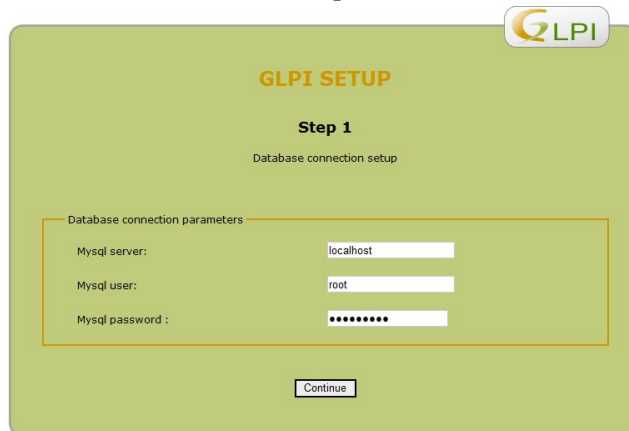 GLPI
GLPI SETUP
Step 1
Database connection setup
Database connection parameters
Mysql server: localhost
Mysql user: root
Mysql password : •••••••••
Continue